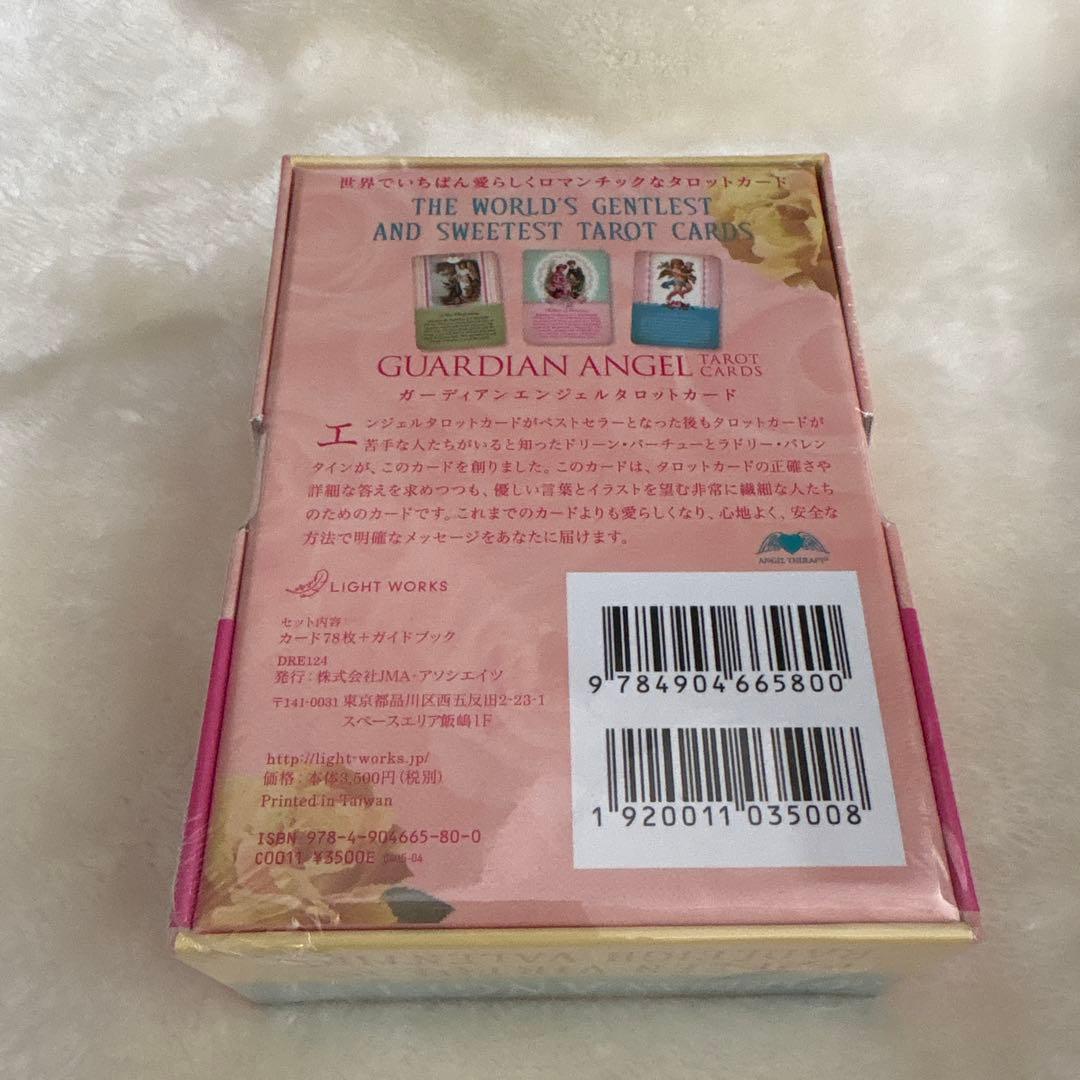 世界でいちばん愛らしくロマンチックなタロットカード
THE WORLD'S GENTLEST
AND SWEETEST TAROT CARDS
GUARDIAN ANGEL TAROT CARDS
ガーディアンエンジェルタロットカード
エンジェルタロットカードがベストセラーとなった後もタロットカードが
苦手な人たちがいると知ったドリーン・バーチューとラドリー・バレン
タインが、このカードを創りました。このカードは、タロットカードの正確さや
詳細な答えを求めつつも、優しい言葉とイラストを望む非常に繊細な人たち
のためのカードです。これまでのカードよりも愛らしくなり、心地よく、安全な
方法で明確なメッセージをあなたに届けます。
ANGEL THERAPY®
LIGHT WORKS
セット内容:
カード78枚+ガイドブック
DRE124
発行:株式会社JMA・アソシエイツ
〒141-0031 東京都品川区西五反田2-23-1
スペースエリア飯嶋1F
http://light-works.jp/
価格:本体3,500円(税別)
Printed in Taiwan
ISBN 978-4-904665-80-0
C0011 ¥3500E
9 784904 665800
1 920011 035008